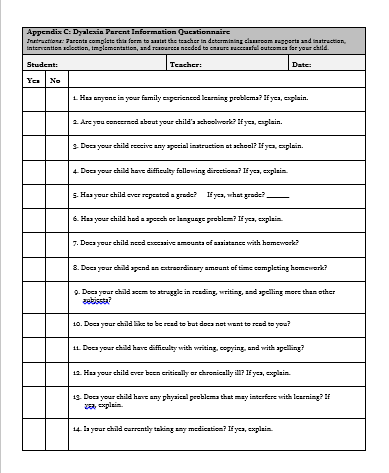 Appendix C: Dyslexia Parent Information Questionnaire
Instructions: Parents complete this form to assist the teacher in determining classroom supports and instruction,
intervention selection, implementation, and resources needed to ensure successful outcomes for your child.
Student: Teacher: Date:
Yes No
1. Has anyone in your family experienced learning problems? If yes, explain.
2. Are you concerned about your child's schoolwork? If yes, explain.
3. Does your child receive any special instruction at school? If yes, explain.
4. Does your child have difficulty following directions? If yes, explain.
5. Has your child ever repeated a grade? If yes, what grade? ______
6. Has your child had a speech or language problem? If yes, explain.
7. Does your child need excessive amounts of assistance with homework?
8. Does your child spend an extraordinary amount of time completing homework?
9. Does your child seem to struggle in reading, writing, and spelling more than other
subjects?
10. Does your child like to be read to but does not want to read to you?
11. Does your child have difficulty with writing, copying, and with spelling?
12. Has your child ever been critically or chronically ill? If yes, explain.
13. Does your child have any physical problems that may interfere with learning? If
yes, explain.
14. Is your child currently taking any medication? If yes, explain.